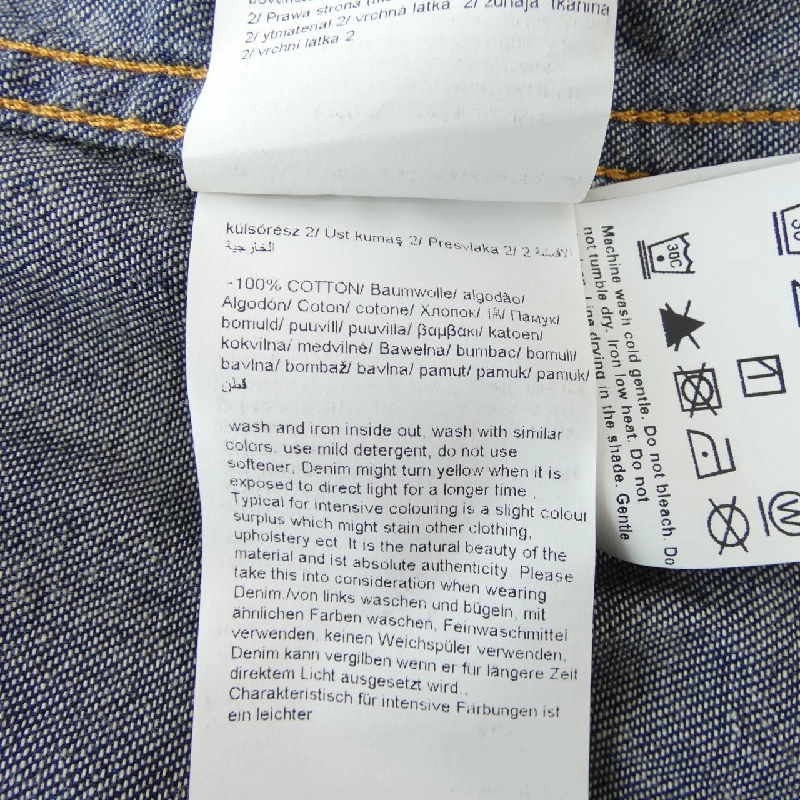 2/ Prawa strona
2/ ytmaterial 2/ vrchná látka 2/ zunaja tkanina
2/ vrchní látka 2
külsőrész 2/ Üst kumaş 2/ Presvlaka 2/ 2 الأقمشة
الخارجية
-100% COTTON/ Baumwolle/ algodão/
Algodón/ Coton/ cotone/ Хлопок/ 棉/ Памук/
bomuld/ puuvill/ puuvilla/ βαμβακι/ katoen/
kokvilna/ medvilnė/ Bawełna/ bumbac/ bomull/
bavlna/ bombaž/ bavlna/ pamut/ pamuk/ pamuk/
قطن
wash and iron inside out, wash with similar
colors, use mild detergent, do not use
softener, Denim might turn yellow when it is
exposed to direct light for a longer time .
Typical for intensive colouring is a slight colour
surplus which might stain other clothing,
upholstery ect. It is the natural beauty of the
material and ist absolute authenticity. Please
take this into consideration when wearing
Denim./von links waschen und bügeln, mit
ähnlichen Farben waschen, Feinwaschmittel
verwenden, keinen Weichspüler verwenden,
Denim kann vergilben wenn er für längere Zeit
direktem Licht ausgesetzt wird.,
Charakteristisch für intensive Färbungen ist
ein leichter
Machine wash cold gentle. Do not bleach. Do
not tumble dry. Iron low heat. Do not
Line drying in the shade. Gentle
30C
30
W